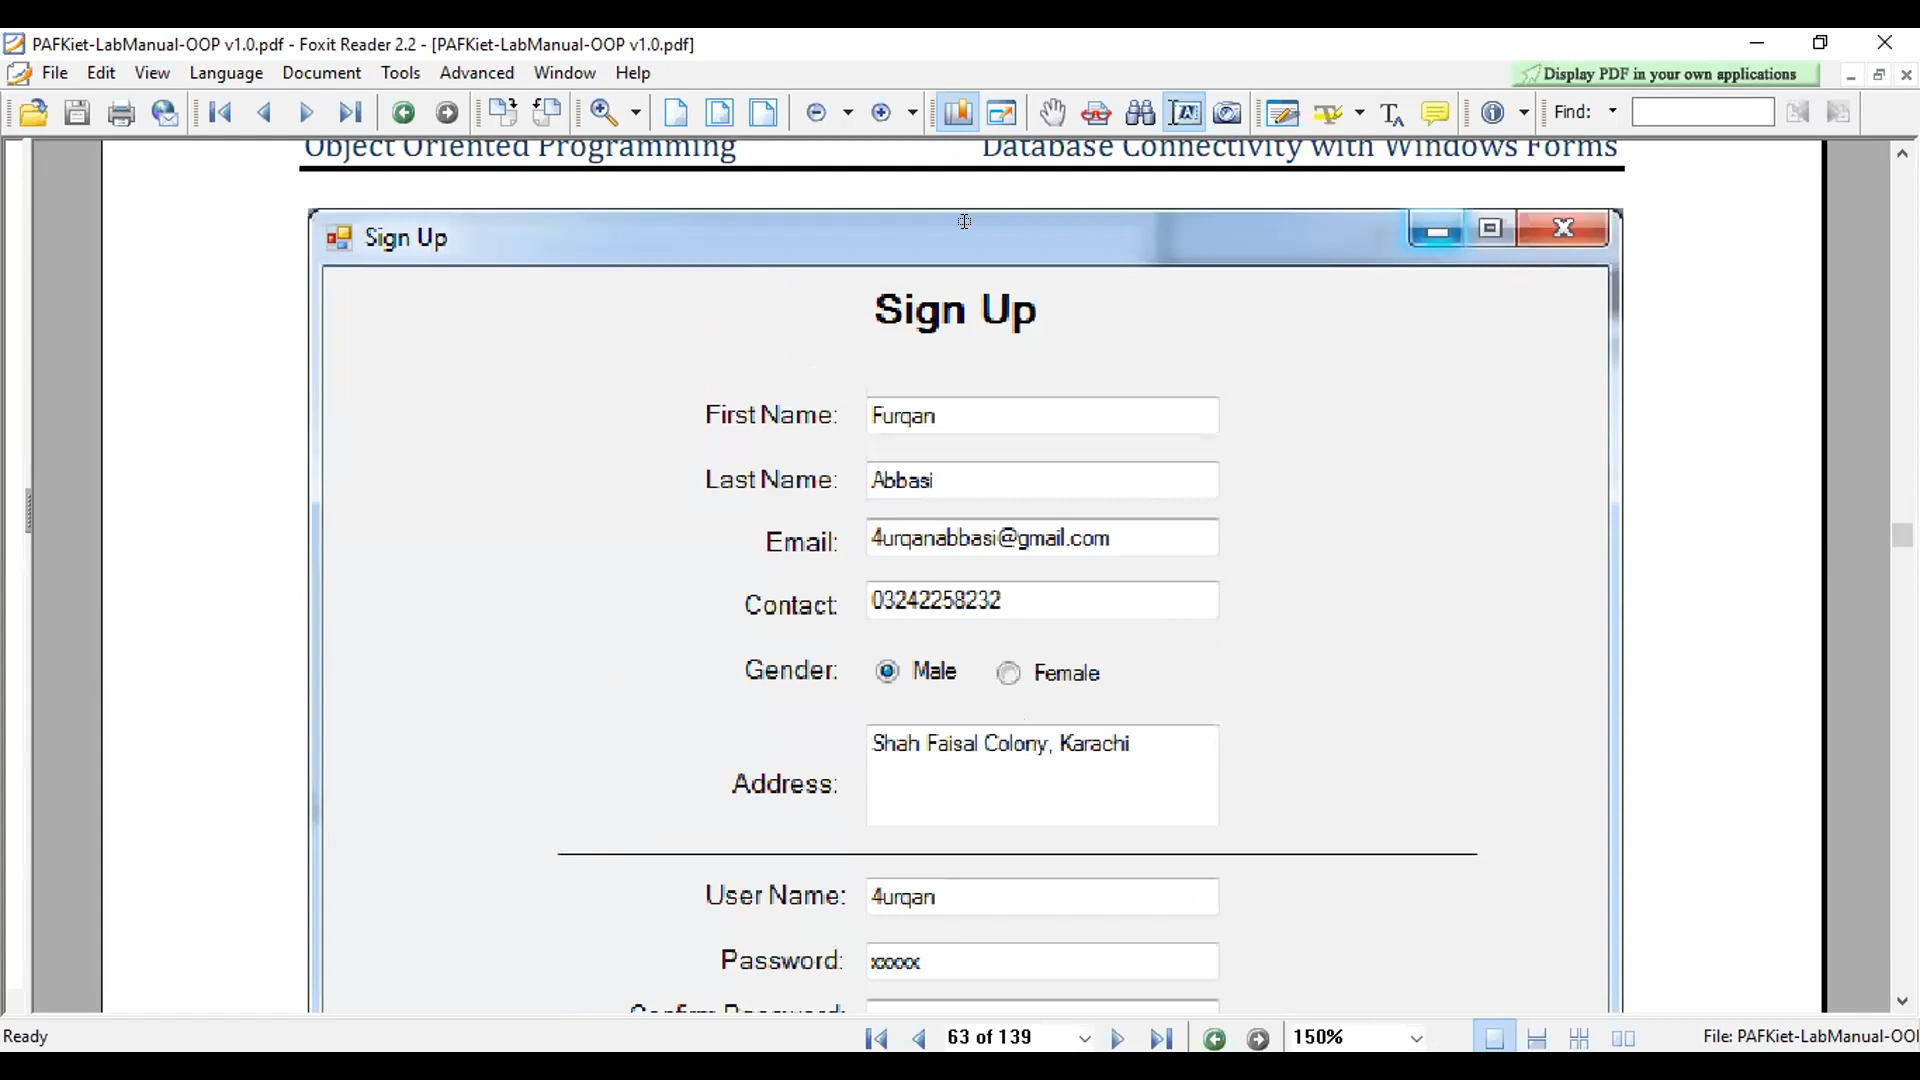 PAFKiet-LabManual-OOP v1.0.pdf - Foxit Reader 2.2 - [PAFKiet-LabManual-OOP v1.0.pdf]
File Edit View Language Document Tools Advanced Window Help
Display PDF in your own applications
Find:
Object Oriented Programming Database Connectivity with Windows Forms
Sign Up
Sign Up
First Name: Furqan
Last Name: Abbasi
Email: 4urqanabbasi@gmail.com
Contact: 03242258232
Gender: Male Female
Address: Shah Faisal Colony, Karachi
User Name: 4urqan
Password: xxxxx
Confirm Password:
Ready 63 of 139 150% File: PAFKiet-LabManual-OOP